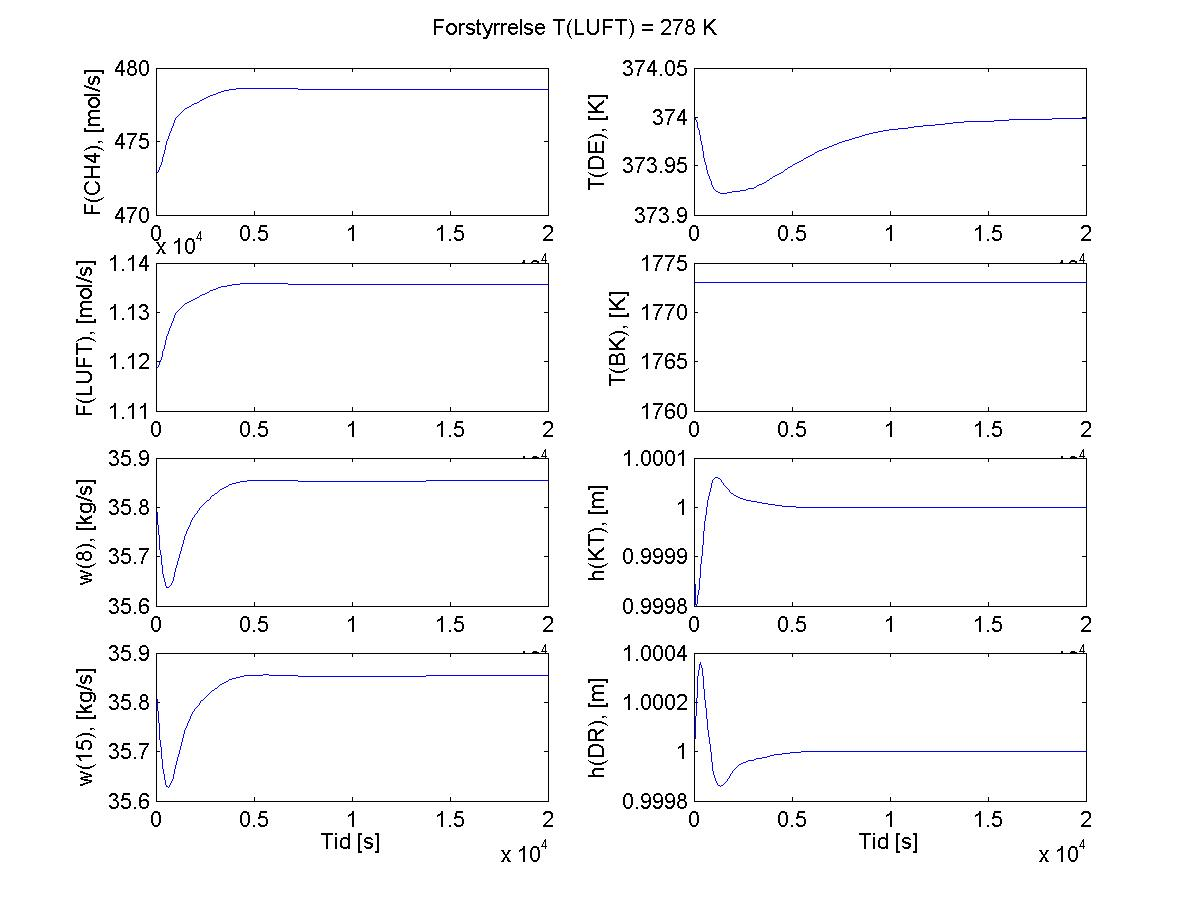 Forstyrrelse T(LUFT) = 278 K
F(CH4), [mol/s]
480
475
470
0 0.5 1 1.5 2
T(DE), [K]
374.05
374
373.95
373.9
0 0.5 1 1.5 2
x 10^4
F(LUFT), [mol/s]
1.14
1.13
1.12
1.11
0 0.5 1 1.5 2
T(BK), [K]
1775
1770
1765
1760
0 0.5 1 1.5 2
w(8), [kg/s]
35.9
35.8
35.7
35.6
0 0.5 1 1.5 2
h(KT), [m]
1.0001
1
0.9999
0.9998
0 0.5 1 1.5 2
w(15), [kg/s]
35.9
35.8
35.7
35.6
0 0.5 1 1.5 2
Tid [s]
x 10^4
h(DR), [m]
1.0004
1.0002
1
0.9998
0 0.5 1 1.5 2
Tid [s]
x 10^4